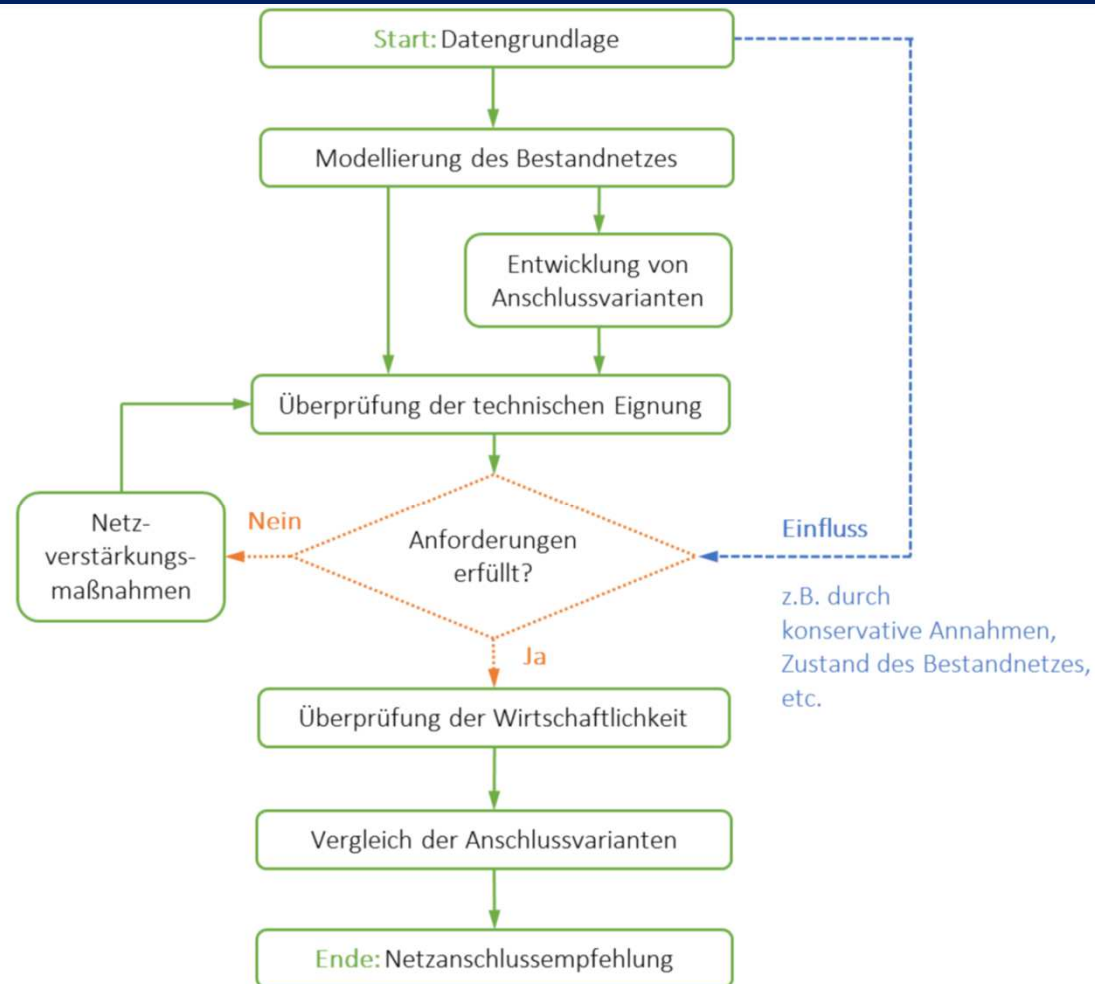 Start: Datengrundlage
Modellierung des Bestandnetzes
Entwicklung von
Anschlussvarianten
Überprüfung der technischen Eignung
Netz-
verstärkungs-
maßnahmen
Nein
Anforderungen
erfüllt?
Einfluss
z.B. durch
konservative Annahmen,
Zustand des Bestandnetzes,
etc.
Ja
Überprüfung der Wirtschaftlichkeit
Vergleich der Anschlussvarianten
Ende: Netzanschlussempfehlung